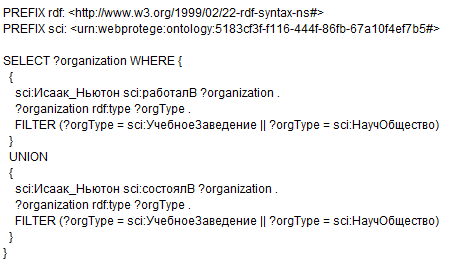 PREFIX rdf: <http://www.w3.org/1999/02/22-rdf-syntax-ns#>
PREFIX sci: <urn:webprotege:ontology:5183cf3f-f116-444f-86fb-67a10f4ef7b5#>

SELECT ?organization WHERE {
  {
    sci:Исаак_Ньютон sci:работалВ ?organization .
    ?organization rdf:type ?orgType .
    FILTER (?orgType = sci:УчебноеЗаведение || ?orgType = sci:НаучОбщество)
  }
  UNION
  {
    sci:Исаак_Ньютон sci:состоялВ ?organization .
    ?organization rdf:type ?orgType .
    FILTER (?orgType = sci:УчебноеЗаведение || ?orgType = sci:НаучОбщество)
  }
}